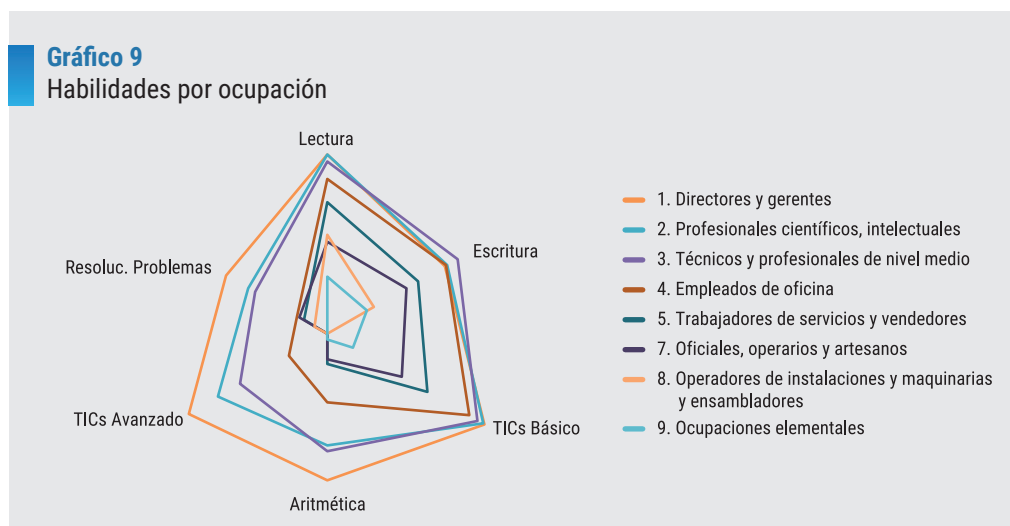 Gráfico 9
Habilidades por ocupación
Lectura
Escritura
TICs Básico
Aritmética
TICs Avanzado
Resoluc. Problemas
1. Directores y gerentes
2. Profesionales científicos, intelectuales
3. Técnicos y profesionales de nivel medio
4. Empleados de oficina
5. Trabajadores de servicios y vendedores
7. Oficiales, operarios y artesanos
8. Operadores de instalaciones y maquinarias
y ensambladores
9. Ocupaciones elementales